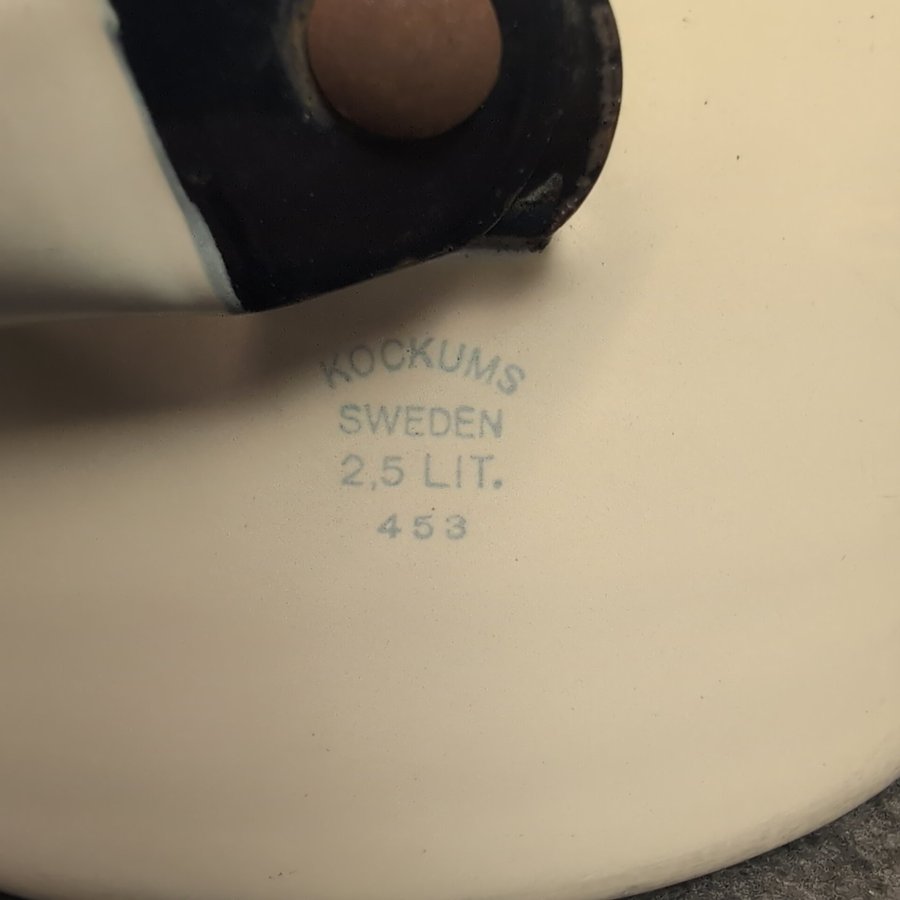 KOCKUMS
SWEDEN
2,5 LIT.
453